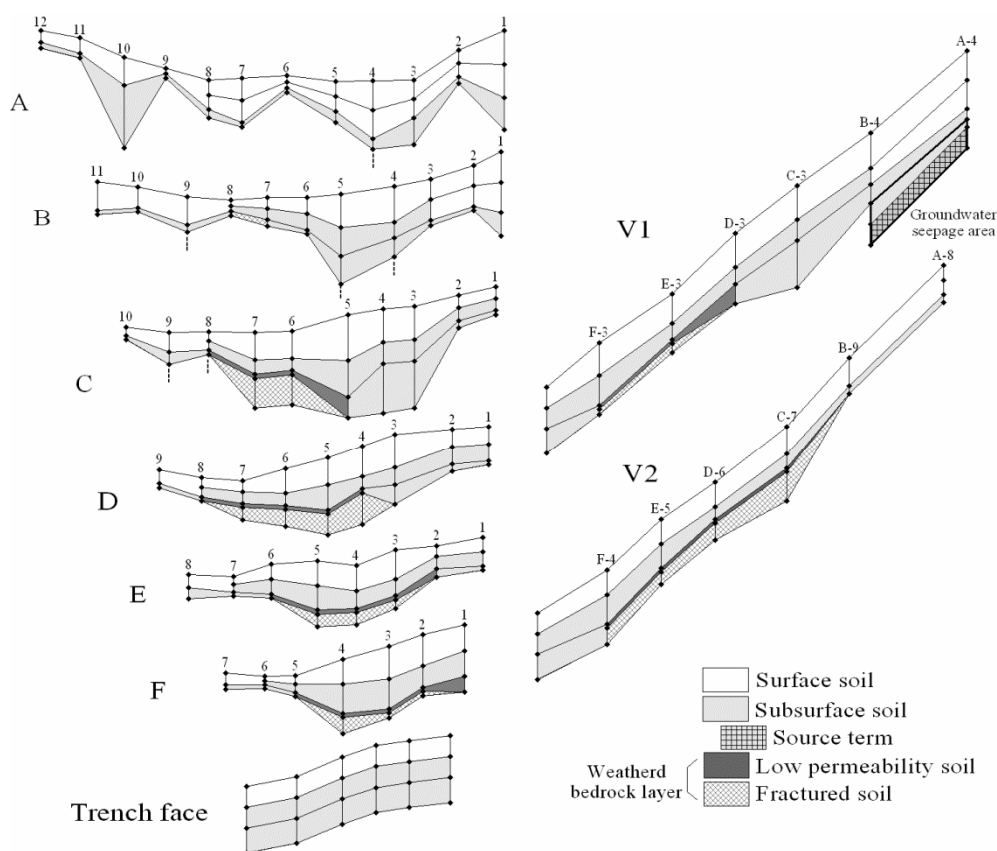 12 11 10 9 8 7 6 5 4 3 2 1
A
11 10 9 8 7 6 5 4 3 2 1
B
10 9 8 7 6 5 4 3 2 1
C
9 8 7 6 5 4 3 2 1
D
8 7 6 5 4 3 2 1
E
7 6 5 4 3 2 1
F
Trench face
A-4
B-4
C-3
D-3
E-3
F-3
V1
Groundwater
seepage area
A-8
B-9
C-7
D-6
E-5
F-4
V2
Surface soil
Subsurface soil
Source term
Weatherd
bedrock layer
Low permeability soil
Fractured soil